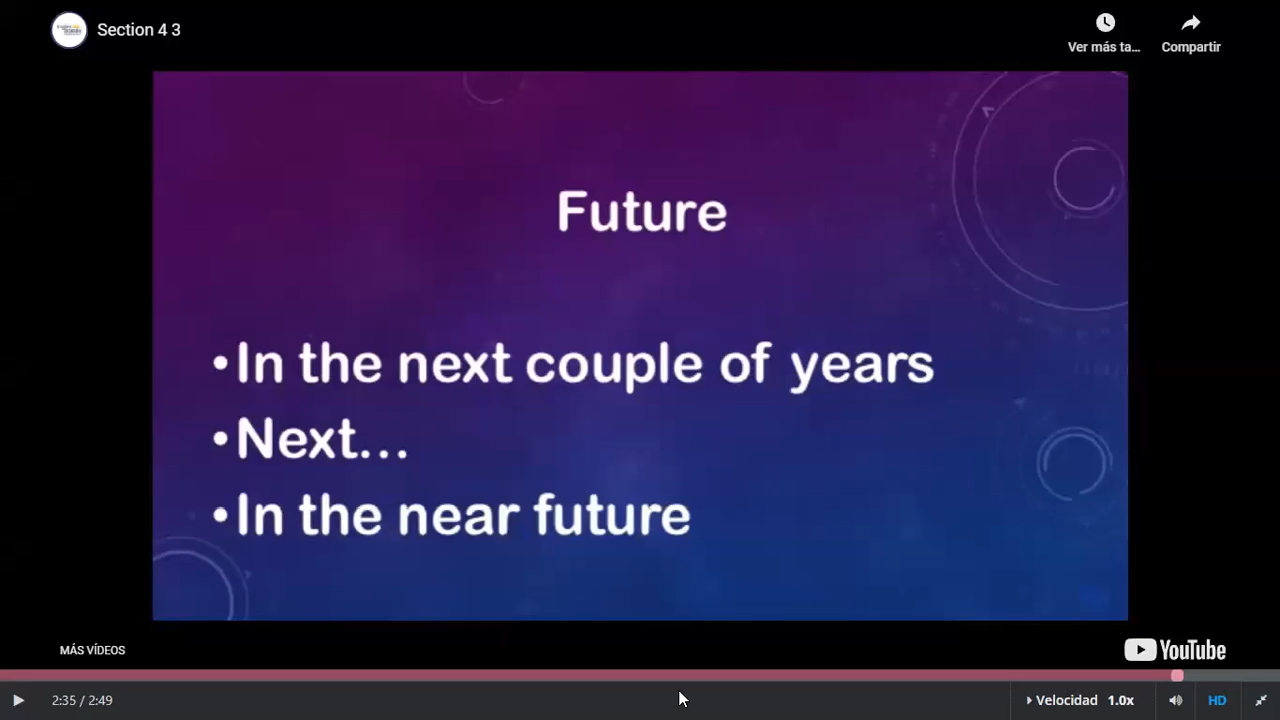 Section 4 3
Ver más ta...
Compartir
Future
•In the next couple of years
•Next...
•In the near future
MÁS VÍDEOS
YouTube
2:35 / 2:49
Velocidad 1.0x
HD